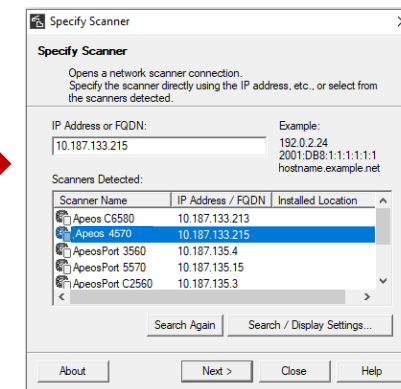 Specify Scanner
Specify Scanner
Opens a network scanner connection.
Specify the scanner directly using the IP address, etc., or select from
the scanners detected.
IP Address or FQDN:
10.187.133.215
Example:
192.0.2.24
2001:DB8:1:1:1:1:1:1
hostname.example.net
Scanners Detected:
Scanner Name IP Address / FQDN Installed Location
Apeos C6580 10.187.133.213
Apeos 4570 10.187.133.215
ApeosPort 3560 10.187.135.4
ApeosPort 5570 10.187.135.15
ApeosPort C2560 10.187.135.3
Search Again Search / Display Settings...
About Next > Close Help